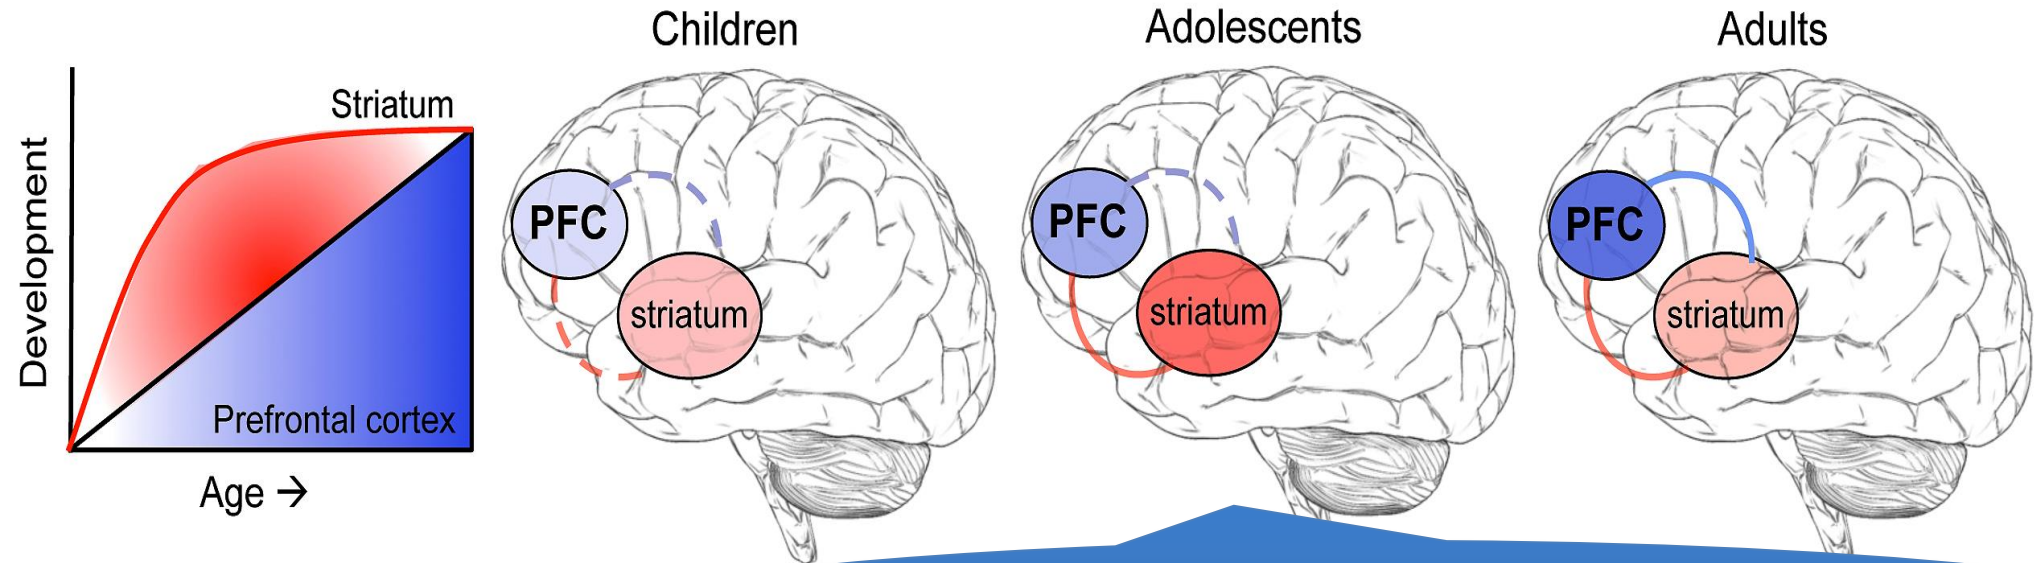 Development
Striatum
Prefrontal cortex
Age →
Children
PFC
striatum
Adolescents
PFC
striatum
Adults
PFC
striatum